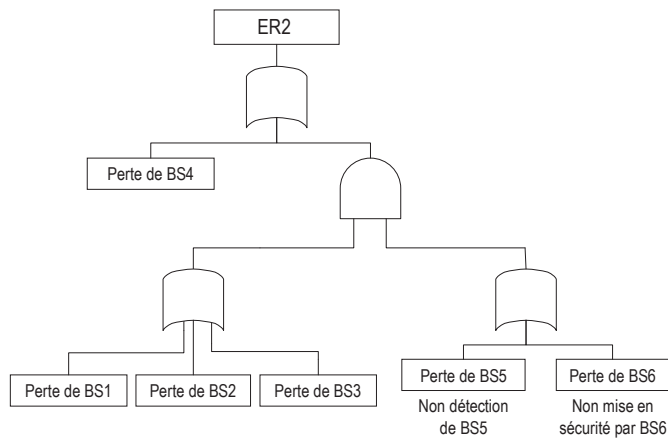 ER2
Perte de BS4
Perte de BS1
Perte de BS2
Perte de BS3
Perte de BS5
Perte de BS6
Non détection
de BS5
Non mise en
sécurité par BS6